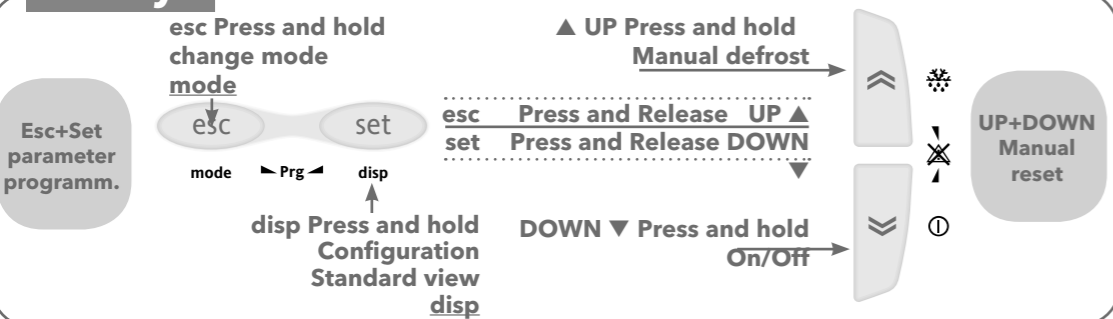 esc Press and hold
change mode
mode
Esc+Set
parameter
programm.
esc
set
mode
Prg
disp
disp Press and hold
Configuration
Standard view
disp
▲ UP Press and hold
Manual defrost
esc Press and Release UP ▲
set Press and Release DOWN
▼
DOWN ▼ Press and hold
On/Off
UP+DOWN
Manual
reset